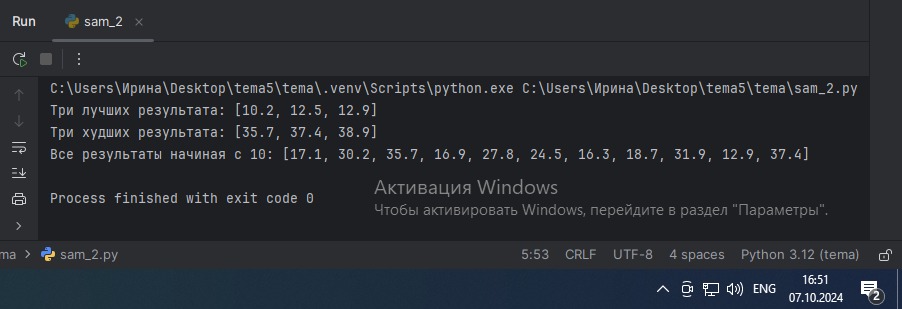 Run sam_2
C:\Users\Ирина\Desktop\tema5\tema\.venv\Scripts\python.exe C:\Users\Ирина\Desktop\tema5\tema\sam_2.py
Три лучших результата: [10.2, 12.5, 12.9]
Три худших результата: [35.7, 37.4, 38.9]
Все результаты начиная с 10: [17.1, 30.2, 35.7, 16.9, 27.8, 24.5, 16.3, 18.7, 31.9, 12.9, 37.4]
Process finished with exit code 0
Активация Windows
Чтобы активировать Windows, перейдите в раздел "Параметры".
ma > sam_2.py 5:53 CRLF UTF-8 4 spaces Python 3.12 (tema)
ENG 16:51
07.10.2024 2